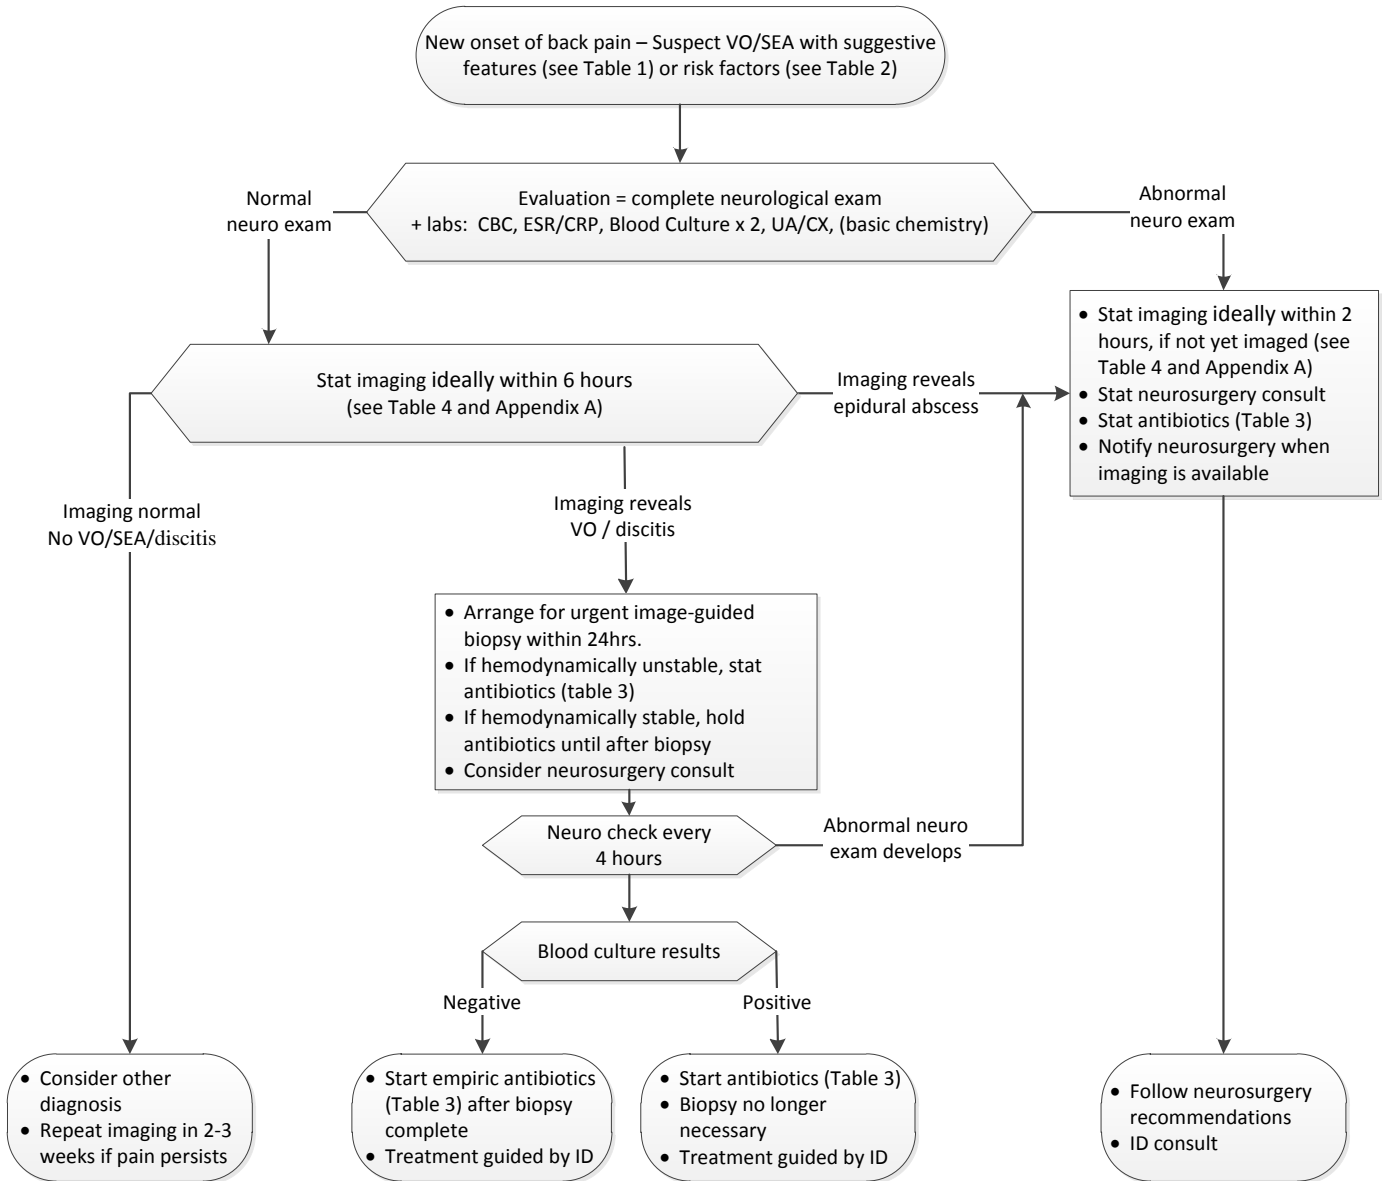 New onset of back pain – Suspect VO/SEA with suggestive
features (see Table 1) or risk factors (see Table 2)
Normal
neuro exam
Evaluation = complete neurological exam
+ labs:  CBC, ESR/CRP, Blood Culture x 2, UA/CX, (basic chemistry)
Abnormal
neuro exam
• Stat imaging ideally within 2
hours, if not yet imaged (see
Table 4 and Appendix A)
• Stat neurosurgery consult
• Stat antibiotics (Table 3)
• Notify neurosurgery when
imaging is available
Stat imaging ideally within 6 hours
(see Table 4 and Appendix A)
Imaging reveals
epidural abscess
Imaging normal
No VO/SEA/discitis
Imaging reveals
VO / discitis
• Arrange for urgent image-guided
biopsy within 24hrs.
• If hemodynamically unstable, stat
antibiotics (table 3)
• If hemodynamically stable, hold
antibiotics until after biopsy
• Consider neurosurgery consult
Neuro check every
4 hours
Abnormal neuro
exam develops
Blood culture results
Negative
Positive
• Consider other
diagnosis
• Repeat imaging in 2-3
weeks if pain persists
• Start empiric antibiotics
(Table 3) after biopsy
complete
• Treatment guided by ID
• Start antibiotics (Table 3)
• Biopsy no longer
necessary
• Treatment guided by ID
• Follow neurosurgery
recommendations
• ID consult